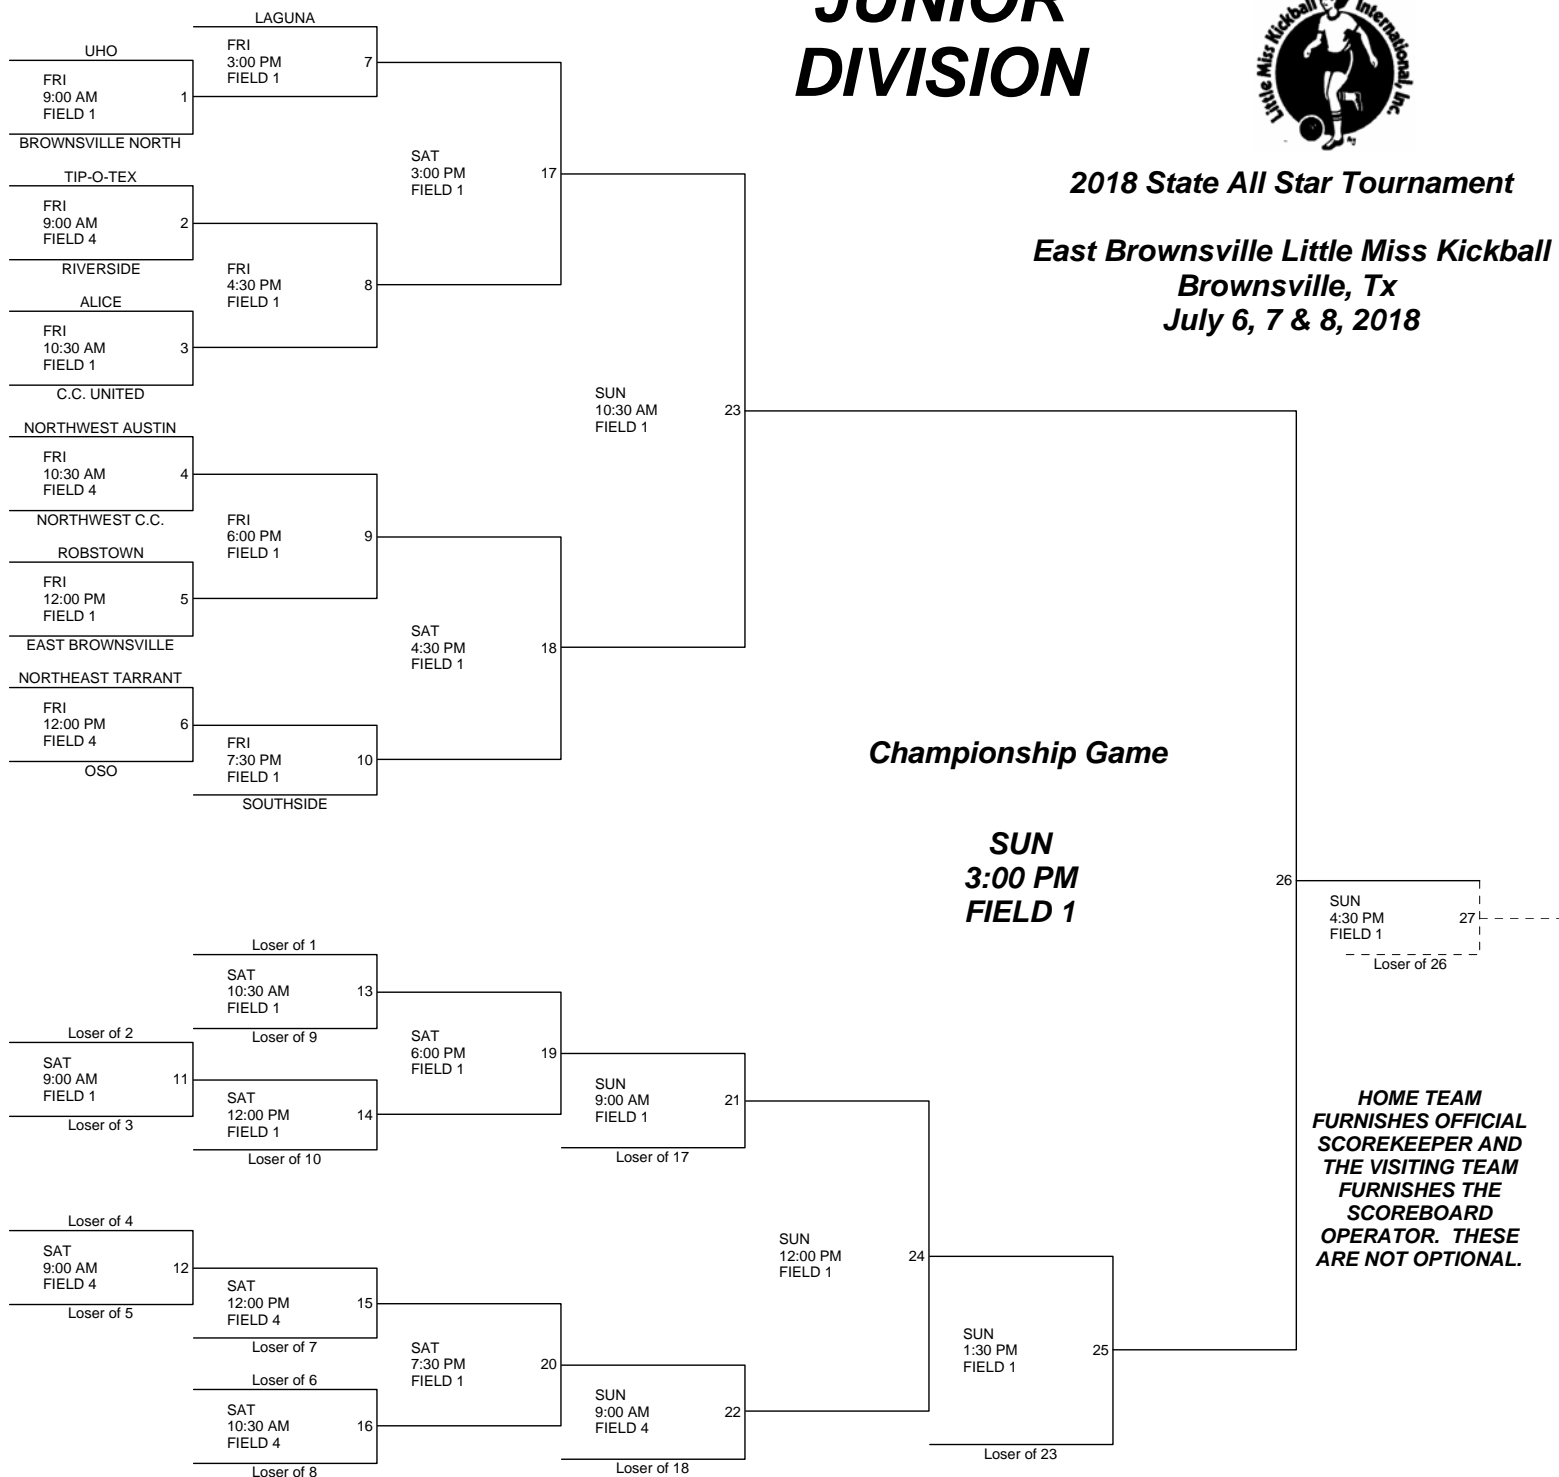 JUNIOR
DIVISION
Little Miss Kickball International, Inc.
2018 State All Star Tournament
East Brownsville Little Miss Kickball
Brownsville, Tx
July 6, 7 & 8, 2018
LAGUNA
FRI
3:00 PM
FIELD 1
7
UHO
FRI
9:00 AM
FIELD 1
1
BROWNSVILLE NORTH
TIP-O-TEX
FRI
9:00 AM
FIELD 4
2
RIVERSIDE
FRI
4:30 PM
FIELD 1
8
ALICE
FRI
10:30 AM
FIELD 1
3
C.C. UNITED
SAT
3:00 PM
FIELD 1
17
NORTHWEST AUSTIN
FRI
10:30 AM
FIELD 4
4
NORTHWEST C.C.
FRI
6:00 PM
FIELD 1
9
ROBSTOWN
FRI
12:00 PM
FIELD 1
5
EAST BROWNSVILLE
NORTHEAST TARRANT
FRI
12:00 PM
FIELD 4
6
OSO
FRI
7:30 PM
FIELD 1
10
SOUTHSIDE
SAT
4:30 PM
FIELD 1
18
SUN
10:30 AM
FIELD 1
23
Championship Game
SUN
3:00 PM
FIELD 1
26
SUN
4:30 PM
FIELD 1
27
Loser of 26
Loser of 1
SAT
10:30 AM
FIELD 1
13
Loser of 9
Loser of 2
SAT
9:00 AM
FIELD 1
11
Loser of 3
SAT
12:00 PM
FIELD 1
14
Loser of 10
SAT
6:00 PM
FIELD 1
19
SUN
9:00 AM
FIELD 1
21
Loser of 17
Loser of 4
SAT
9:00 AM
FIELD 4
12
Loser of 5
SAT
12:00 PM
FIELD 4
15
Loser of 7
Loser of 6
SAT
10:30 AM
FIELD 4
16
Loser of 8
SAT
7:30 PM
FIELD 1
20
SUN
9:00 AM
FIELD 4
22
Loser of 18
SUN
12:00 PM
FIELD 1
24
SUN
1:30 PM
FIELD 1
25
Loser of 23
HOME TEAM
FURNISHES OFFICIAL
SCOREKEEPER AND
THE VISITING TEAM
FURNISHES THE
SCOREBOARD
OPERATOR. THESE
ARE NOT OPTIONAL.